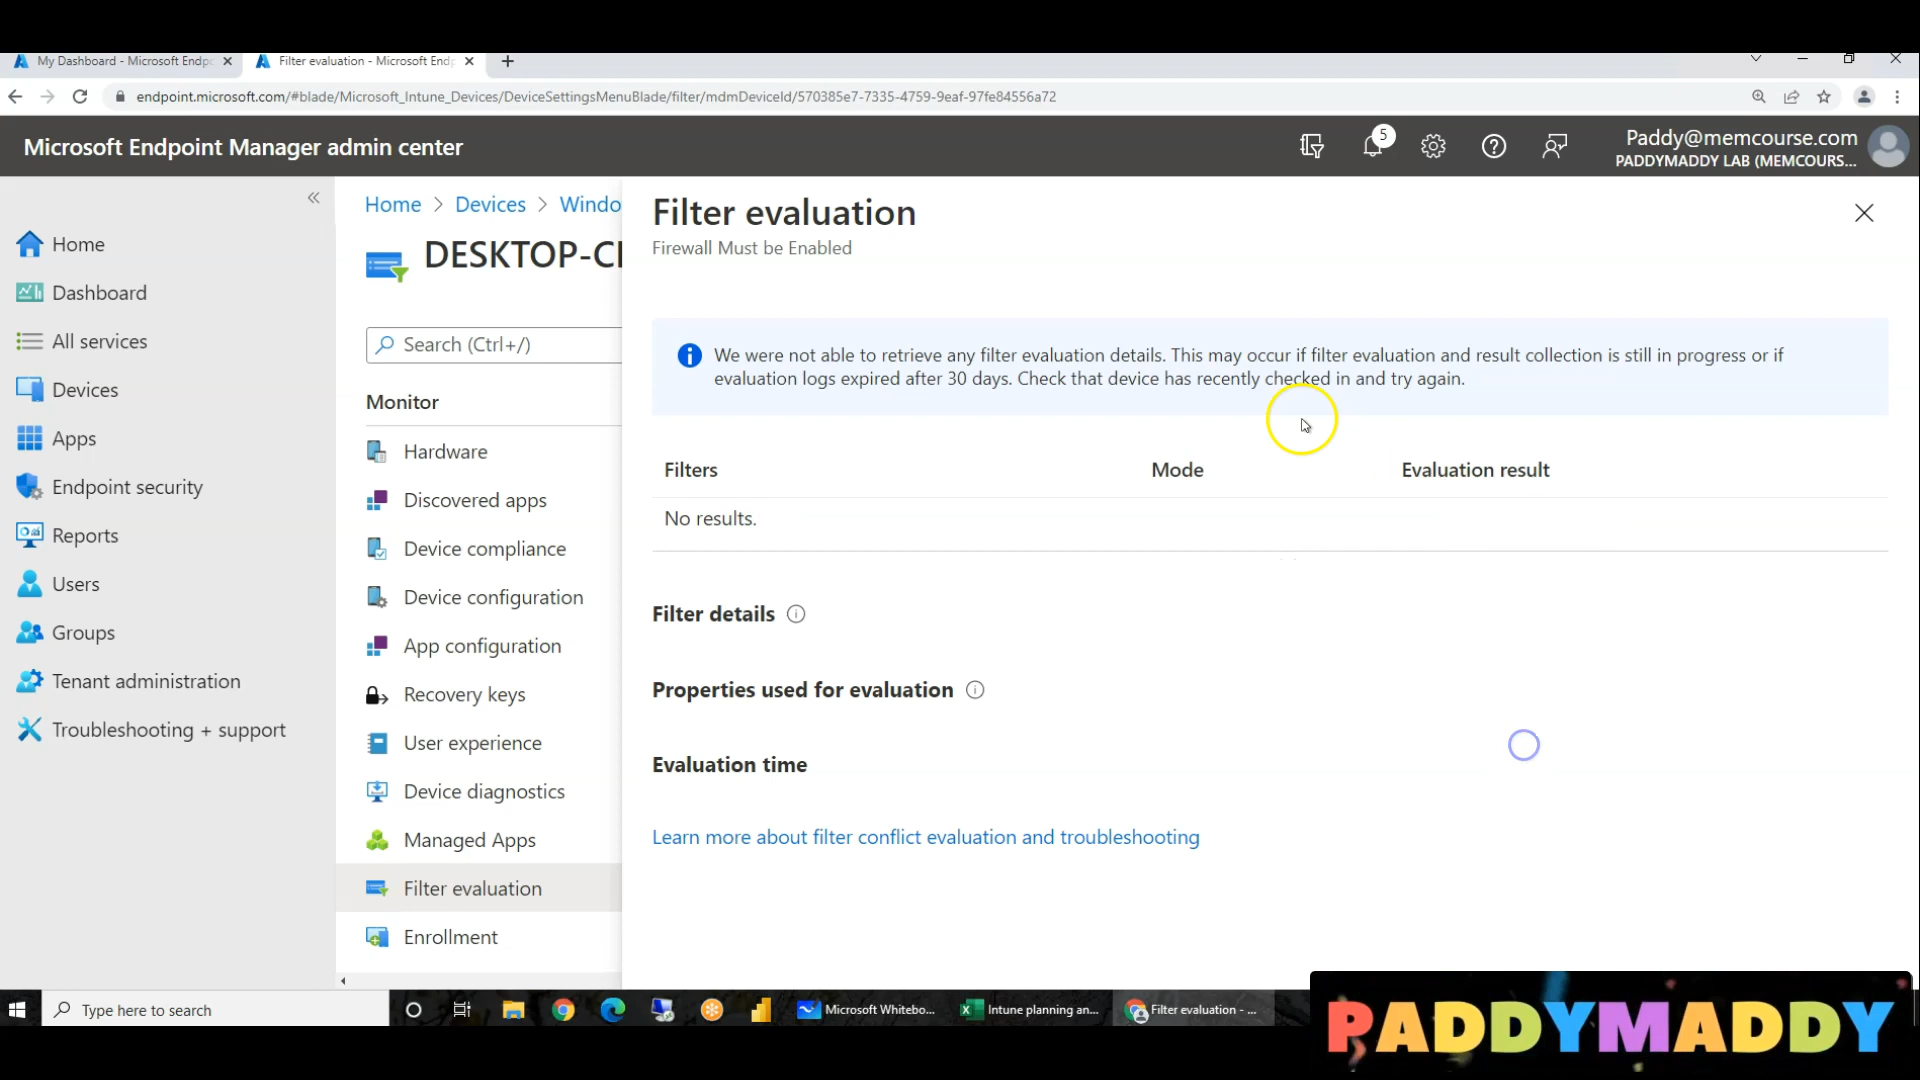 My Dashboard - Microsoft Endpo
Filter evaluation - Microsoft Endp
endpoint.microsoft.com/#blade/Microsoft_Intune_Devices/DeviceSettingsMenuBlade/filter/mdmDeviceId/570385e7-7335-4759-9eaf-97fe84556a72
Microsoft Endpoint Manager admin center
5
Paddy@memcourse.com
PADDYMADDY LAB (MEMCOURS...
Home
Dashboard
All services
Devices
Apps
Endpoint security
Reports
Users
Groups
Tenant administration
Troubleshooting + support
Home > Devices > Windo
DESKTOP-CI
Search (Ctrl+/)
Monitor
Hardware
Discovered apps
Device compliance
Device configuration
App configuration
Recovery keys
User experience
Device diagnostics
Managed Apps
Filter evaluation
Enrollment
Filter evaluation
Firewall Must be Enabled
We were not able to retrieve any filter evaluation details. This may occur if filter evaluation and result collection is still in progress or if
evaluation logs expired after 30 days. Check that device has recently checked in and try again.
Filters Mode Evaluation result
No results.
Filter details
Properties used for evaluation
Evaluation time
Learn more about filter conflict evaluation and troubleshooting
Type here to search
Microsoft Whitebo...
Intune planning an...
Filter evaluation - ...
PADDYMADDY